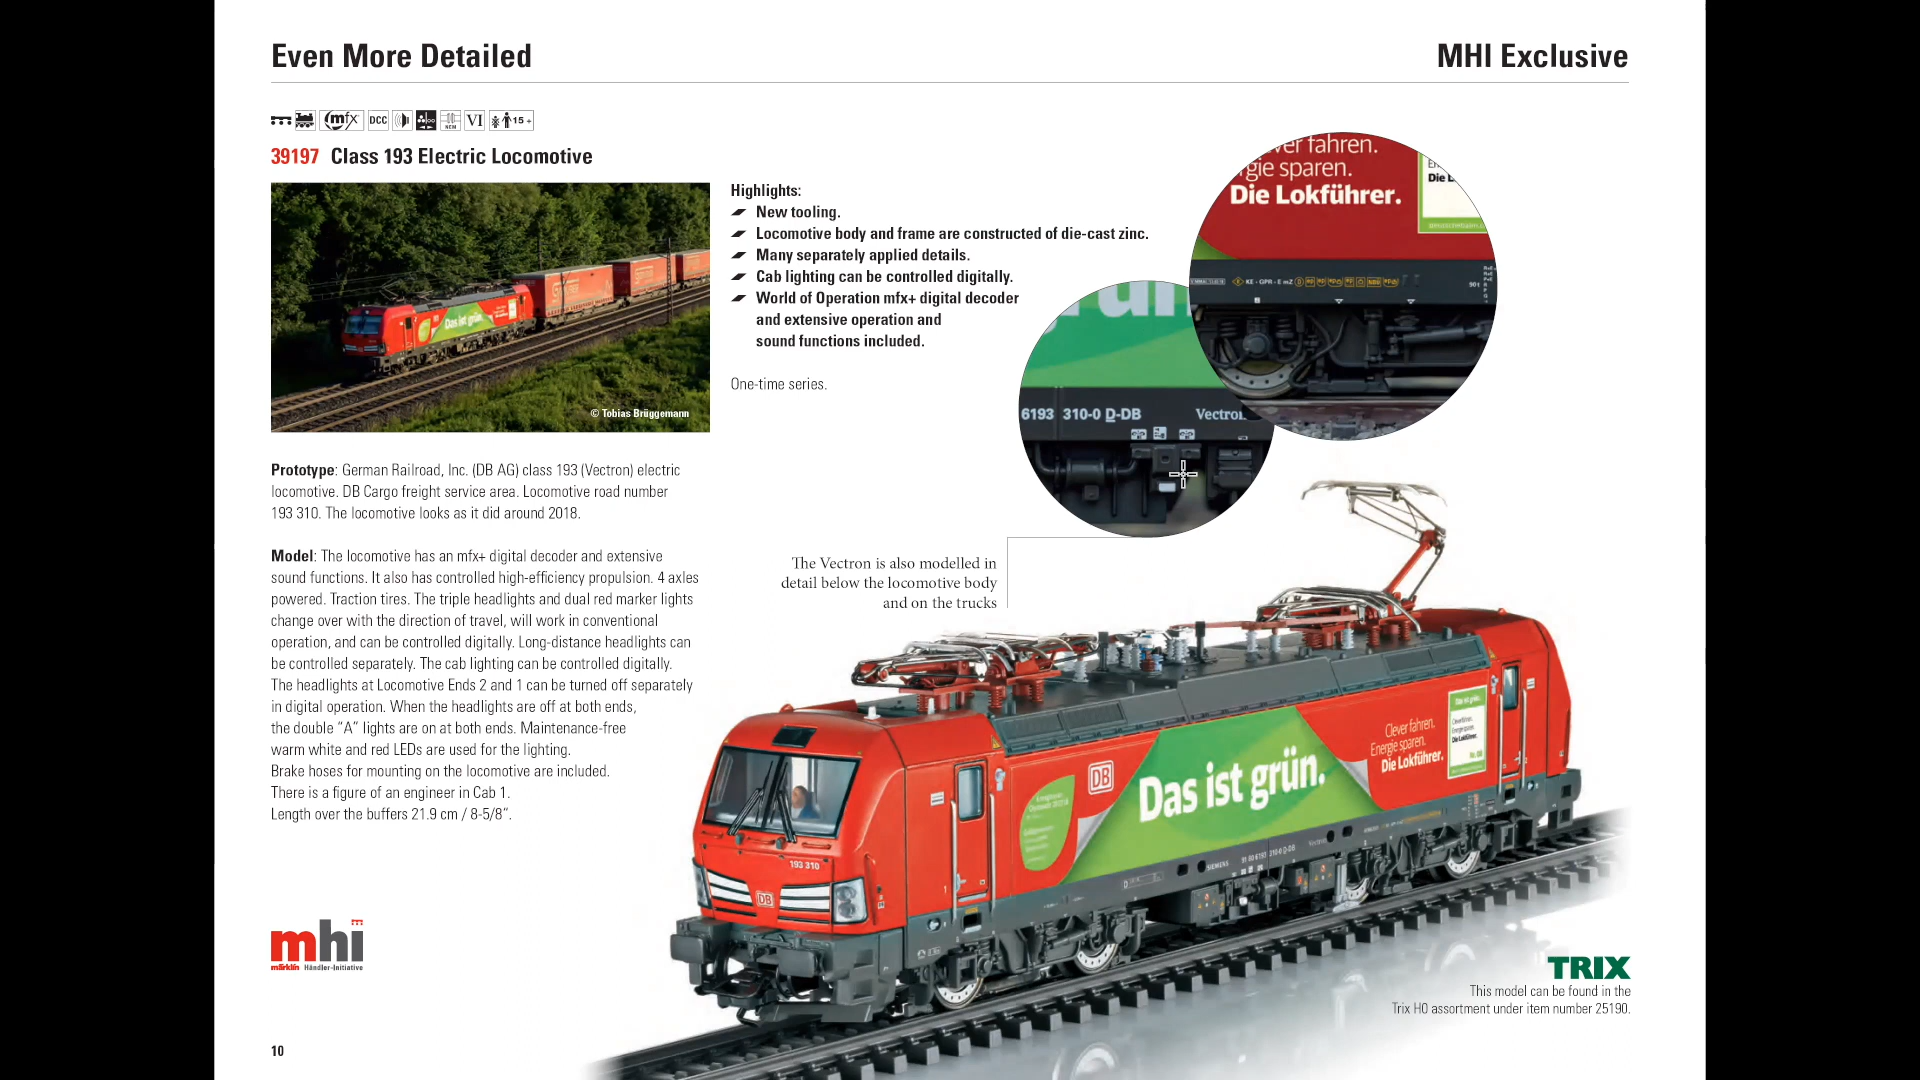 Even More Detailed
MHI Exclusive
mfx
DCC
NEM
VI
15 +
39197 Class 193 Electric Locomotive
© Tobias Brüggemann
Highlights:
New tooling.
Locomotive body and frame are constructed of die-cast zinc.
Many separately applied details.
Cab lighting can be controlled digitally.
World of Operation mfx+ digital decoder
and extensive operation and
sound functions included.
One-time series.
ver fahren.
gie sparen.
Die Lokführer.
KE - GPR - E mZ
6193 310-0 D-DB
Vectro
Prototype: German Railroad, Inc. (DB AG) class 193 (Vectron) electric
locomotive. DB Cargo freight service area. Locomotive road number
193 310. The locomotive looks as it did around 2018.
Model: The locomotive has an mfx+ digital decoder and extensive
sound functions. It also has controlled high-efficiency propulsion. 4 axles
powered. Traction tires. The triple headlights and dual red marker lights
change over with the direction of travel, will work in conventional
operation, and can be controlled digitally. Long-distance headlights can
be controlled separately. The cab lighting can be controlled digitally.
The headlights at Locomotive Ends 2 and 1 can be turned off separately
in digital operation. When the headlights are off at both ends,
the double “A” lights are on at both ends. Maintenance-free
warm white and red LEDs are used for the lighting.
Brake hoses for mounting on the locomotive are included.
There is a figure of an engineer in Cab 1.
Length over the buffers 21.9 cm / 8-5/8”.
The Vectron is also modelled in
detail below the locomotive body
and on the trucks
DB
Das ist grün.
Clever fahren.
Energie sparen.
Die Lokführer.
193 310
DB
SIEMENS
91 80 6193 310-0 D-DB
Vectron
mhi
märklin Händler-Initiative
TRIX
This model can be found in the
Trix H0 assortment under item number 25190.
10